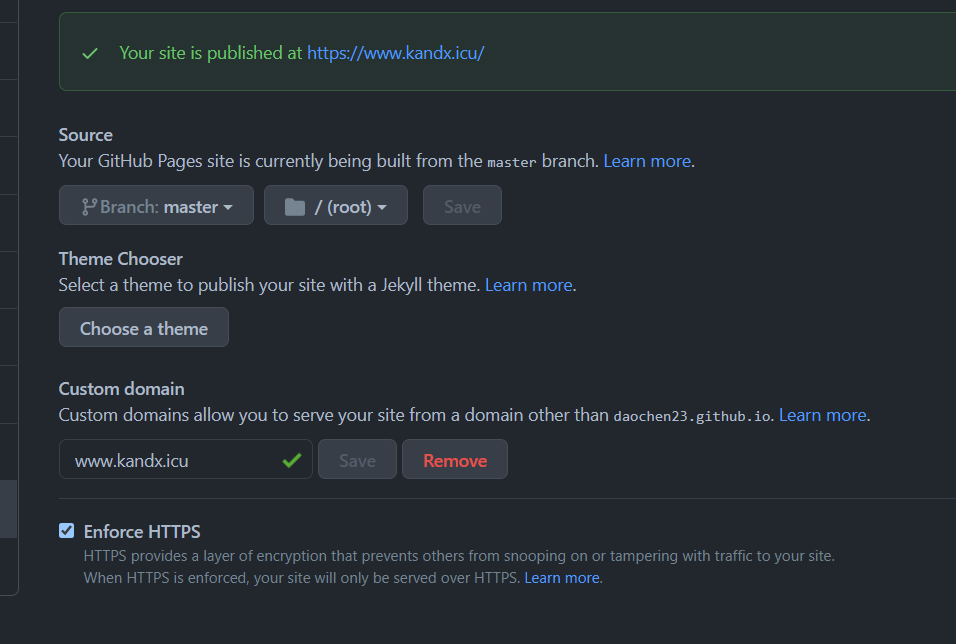 Your site is published at https://www.kandx.icu/
Source
Your GitHub Pages site is currently being built from the master branch. Learn more.
Branch: master / (root) Save
Theme Chooser
Select a theme to publish your site with a Jekyll theme. Learn more.
Choose a theme
Custom domain
Custom domains allow you to serve your site from a domain other than daochen23.github.io. Learn more.
www.kandx.icu Save Remove
Enforce HTTPS
HTTPS provides a layer of encryption that prevents others from snooping on or tampering with traffic to your site.
When HTTPS is enforced, your site will only be served over HTTPS. Learn more.